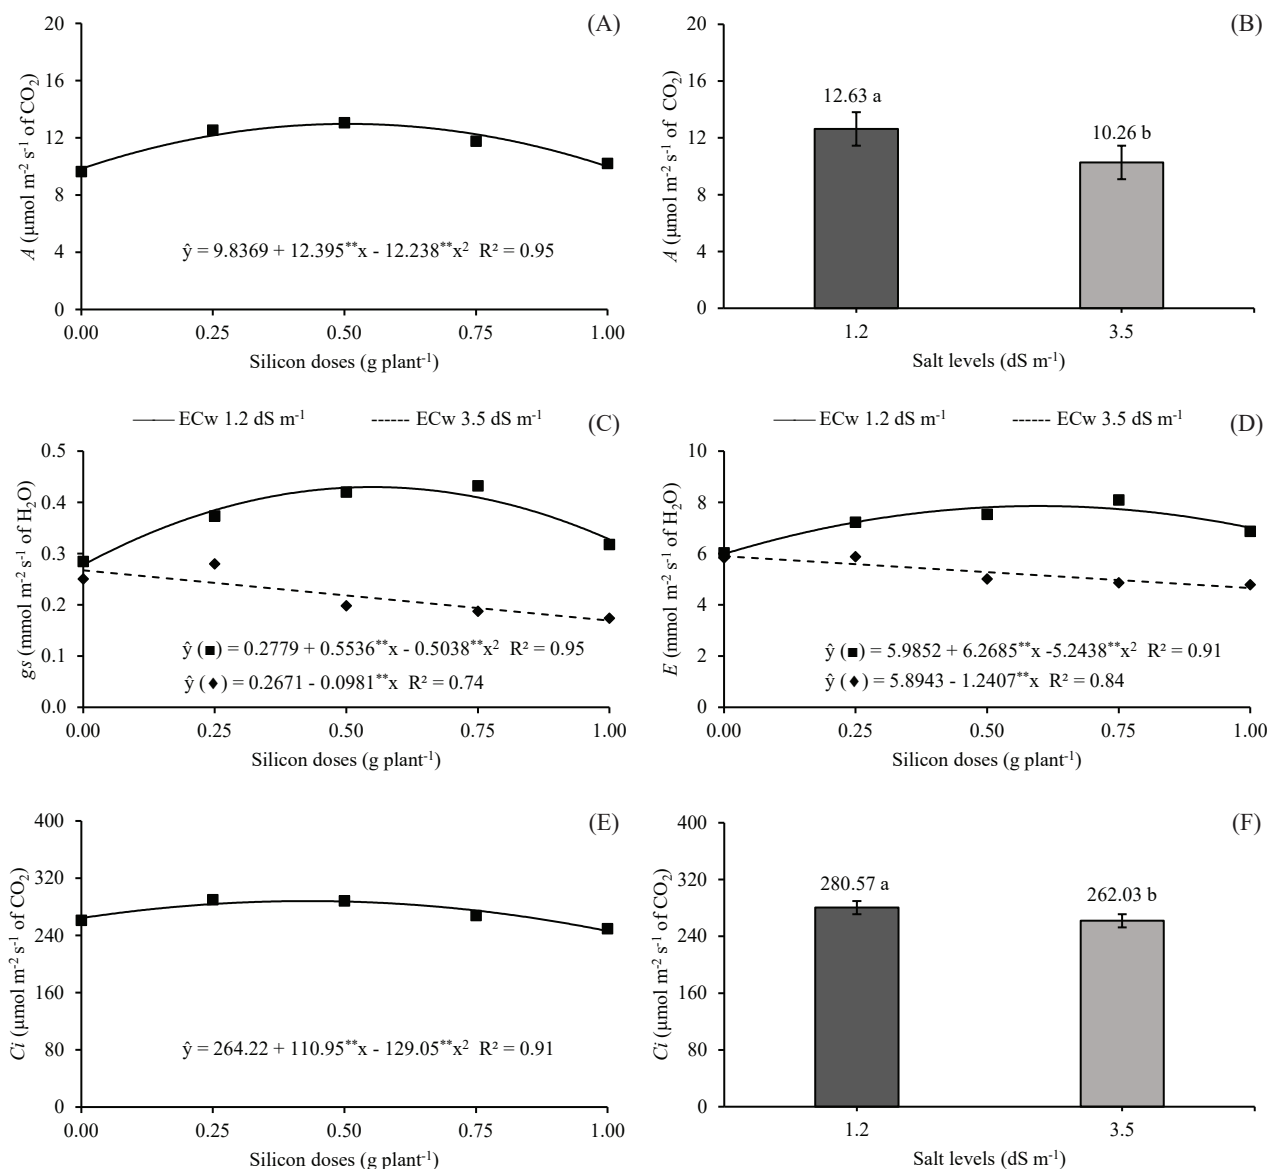 (A)
20
16
12
8
4
0
A (μmol m⁻² s⁻¹ of CO₂)
ŷ = 9.8369 + 12.395**x - 12.238**x² R² = 0.95
0.00 0.25 0.50 0.75 1.00
Silicon doses (g plant⁻¹)
(B)
20
16
12
8
4
0
A (μmol m⁻² s⁻¹ of CO₂)
12.63 a
10.26 b
1.2 3.5
Salt levels (dS m⁻¹)
ECw 1.2 dS m⁻¹ ECw 3.5 dS m⁻¹ (C)
0.5
0.4
0.3
0.2
0.1
0.0
gs (mmol m⁻² s⁻¹ of H₂O)
ŷ (■) = 0.2779 + 0.5536**x - 0.5038**x² R² = 0.95
ŷ (♦) = 0.2671 - 0.0981**x R² = 0.74
0.00 0.25 0.50 0.75 1.00
Silicon doses (g plant⁻¹)
ECw 1.2 dS m⁻¹ ECw 3.5 dS m⁻¹ (D)
10
8
6
4
2
0
E (mmol m⁻² s⁻¹ of H₂O)
ŷ (■) = 5.9852 + 6.2685**x -5.2438**x² R² = 0.91
ŷ (♦) = 5.8943 - 1.2407**x R² = 0.84
0.00 0.25 0.50 0.75 1.00
Silicon doses (g plant⁻¹)
(E)
400
320
240
160
80
0
Ci (μmol m⁻² s⁻¹ of CO₂)
ŷ = 264.22 + 110.95**x - 129.05**x² R² = 0.91
0.00 0.25 0.50 0.75 1.00
Silicon doses (g plant⁻¹)
(F)
400
320
240
160
80
0
Ci (μmol m⁻² s⁻¹ of CO₂)
280.57 a
262.03 b
1.2 3.5
Salt levels (dS m⁻¹)